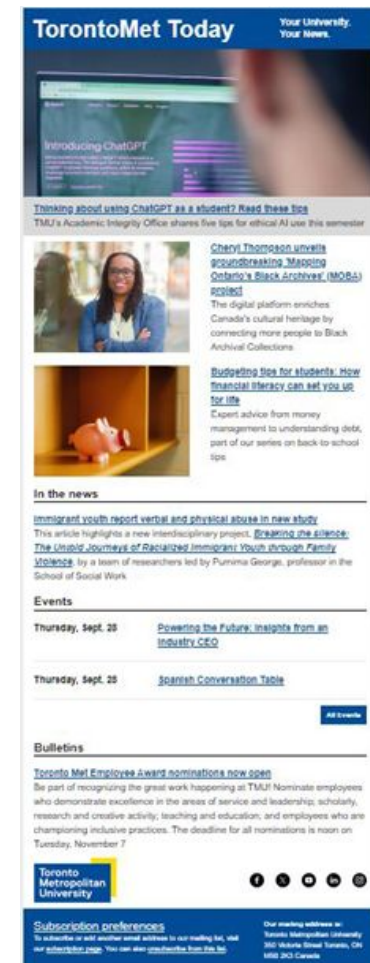 TorontoMet Today
Your University.
Your News.
Introducing ChatGPT
Thinking about using ChatGPT as a student? Read these tips
TMU's Academic Integrity Office shares five tips for ethical AI use this semester
Cheryl Thompson unveils
groundbreaking 'Mapping
Ontario's Black Archives' (MOBA)
project
The digital platform enriches
Canada's cultural heritage by
connecting more people to Black
Archival Collections
Budgeting tips for students: How
financial literacy can set you up
for life
Expert advice from money
management to understanding debt,
part of our series on back-to-school
tips
In the news
Immigrant youth report verbal and physical abuse in new study
This article highlights a new interdisciplinary project, Breaking the silence:
The Untold Journeys of Racialized Immigrant Youth through Family
Violence, by a team of researchers led by Purnima George, professor in the
School of Social Work
Events
Thursday, Sept. 28
Powering the Future: Insights from an
Industry CEO
Thursday, Sept. 28
Spanish Conversation Table
All Events
Bulletins
Toronto Met Employee Award nominations now open
Be part of recognizing the great work happening at TMU! Nominate employees
who demonstrate excellence in the areas of service and leadership; scholarly,
research and creative activity; teaching and education; and employees who are
championing inclusive practices. The deadline for all nominations is noon on
Tuesday, November 7
Toronto
Metropolitan
University
Subscription preferences
To subscribe or add another email address to our mailing list, visit
our subscription page. You can also unsubscribe from this list.
Our mailing address is:
Toronto Metropolitan University
350 Victoria Street Toronto, ON
M5B 2K3 Canada